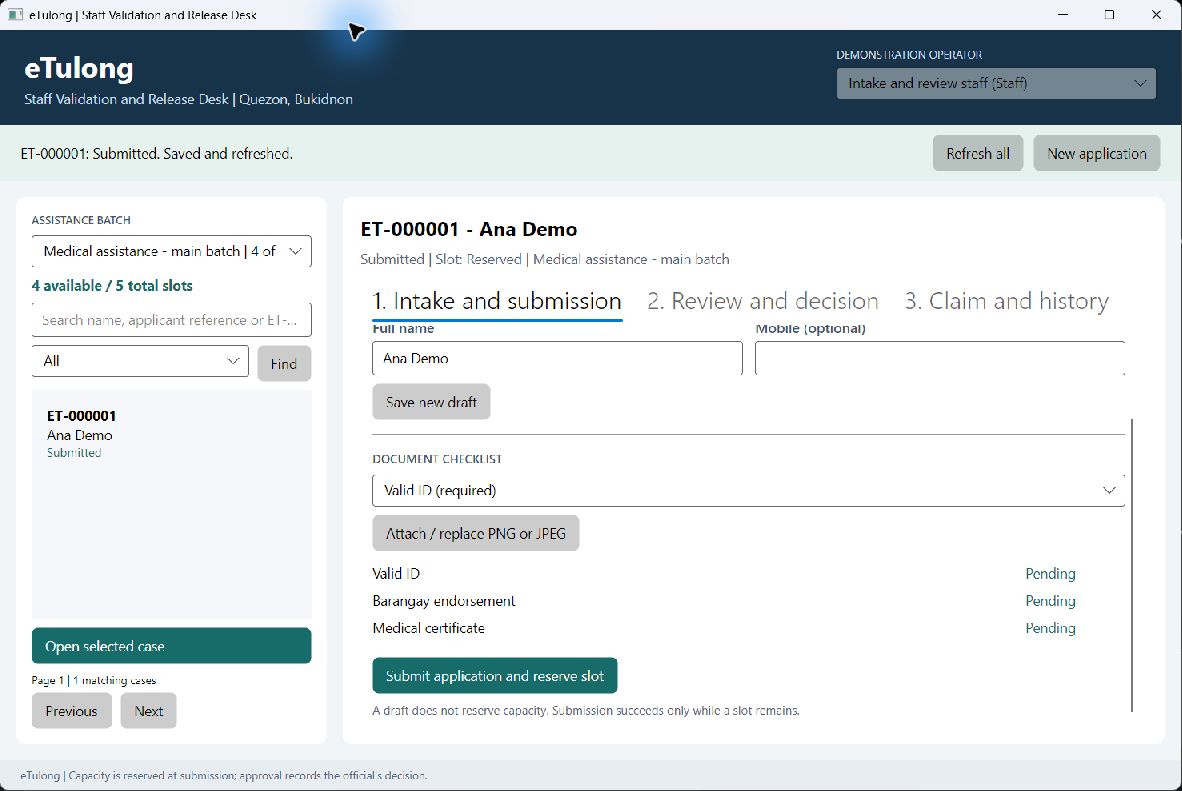 eTulong | Staff Validation and Release Desk
eTulong
Staff Validation and Release Desk | Quezon, Bukidnon
DEMONSTRATION OPERATOR
Intake and review staff (Staff)
ET-000001: Submitted. Saved and refreshed.
Refresh all
New application
ASSISTANCE BATCH
Medical assistance - main batch | 4 of
4 available / 5 total slots
Search name, applicant reference or ET-...
All
Find
ET-000001
Ana Demo
Submitted
Open selected case
Page 1 | 1 matching cases
Previous
Next
ET-000001 - Ana Demo
Submitted | Slot: Reserved | Medical assistance - main batch
1. Intake and submission
2. Review and decision
3. Claim and history
Full name
Mobile (optional)
Ana Demo
Save new draft
DOCUMENT CHECKLIST
Valid ID (required)
Attach / replace PNG or JPEG
Valid ID Pending
Barangay endorsement Pending
Medical certificate Pending
Submit application and reserve slot
A draft does not reserve capacity. Submission succeeds only while a slot remains.
eTulong | Capacity is reserved at submission; approval records the official's decision.